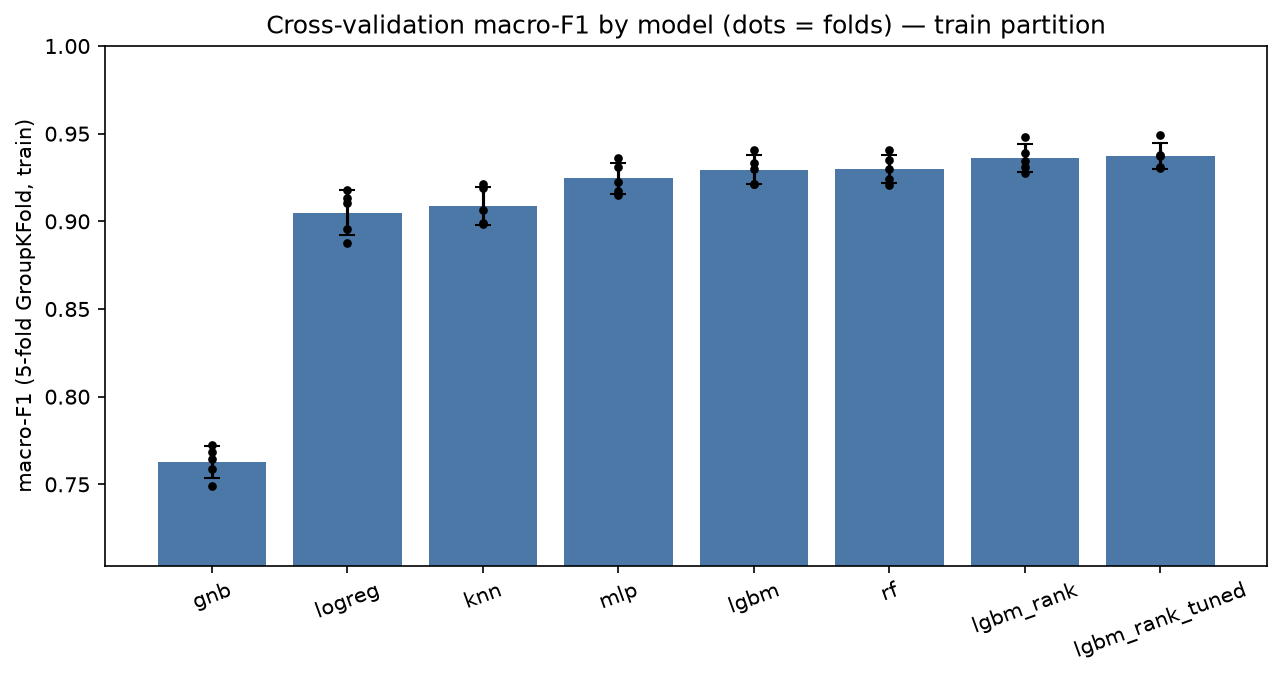 Cross-validation macro-F1 by model (dots = folds) — train partition
macro-F1 (5-fold GroupKFold, train)
1.00
0.95
0.90
0.85
0.80
0.75
gnb
logreg
knn
mlp
lgbm
rf
lgbm_rank
lgbm_rank_tuned